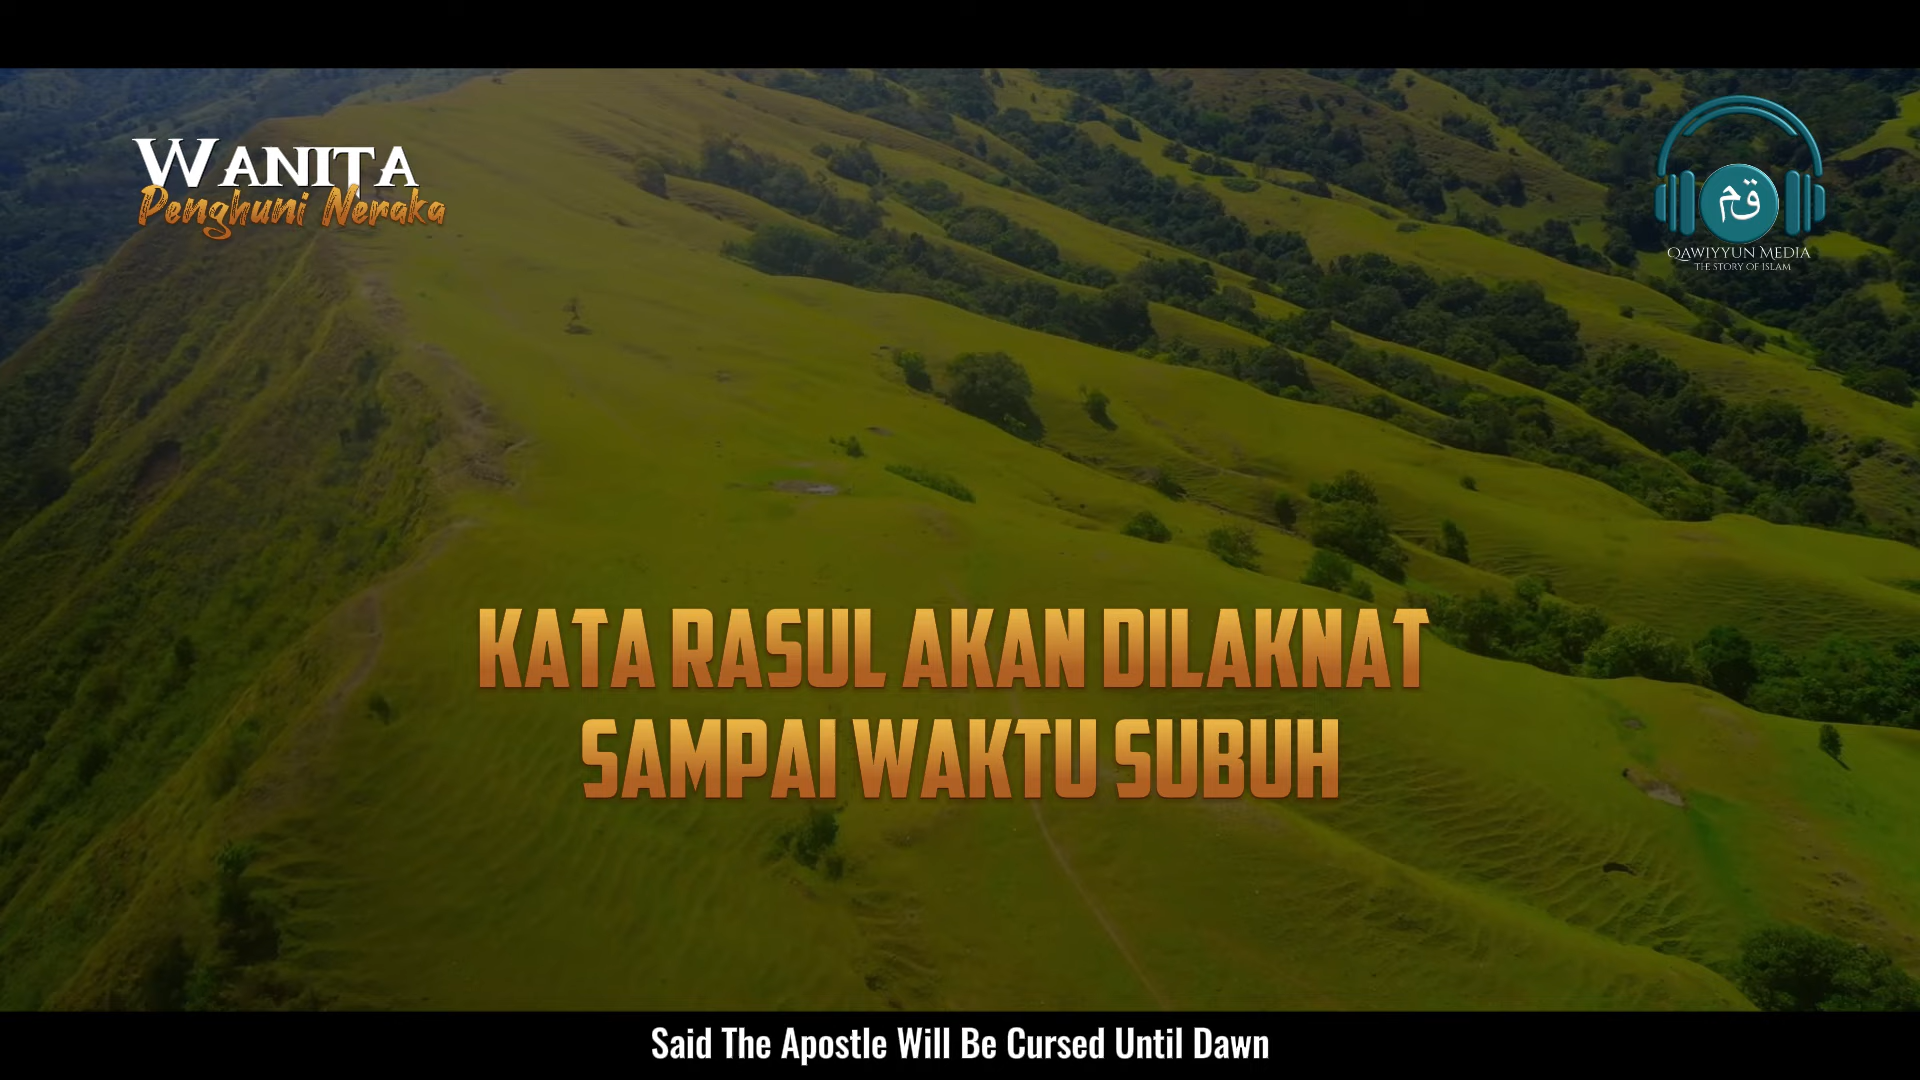 WANITA
Penghuni Neraka
قم
QAWIYYUN MEDIA
THE STORY OF ISLAM
KATA RASUL AKAN DILAKNAT
SAMPAI WAKTU SUBUH
Said The Apostle Will Be Cursed Until Dawn